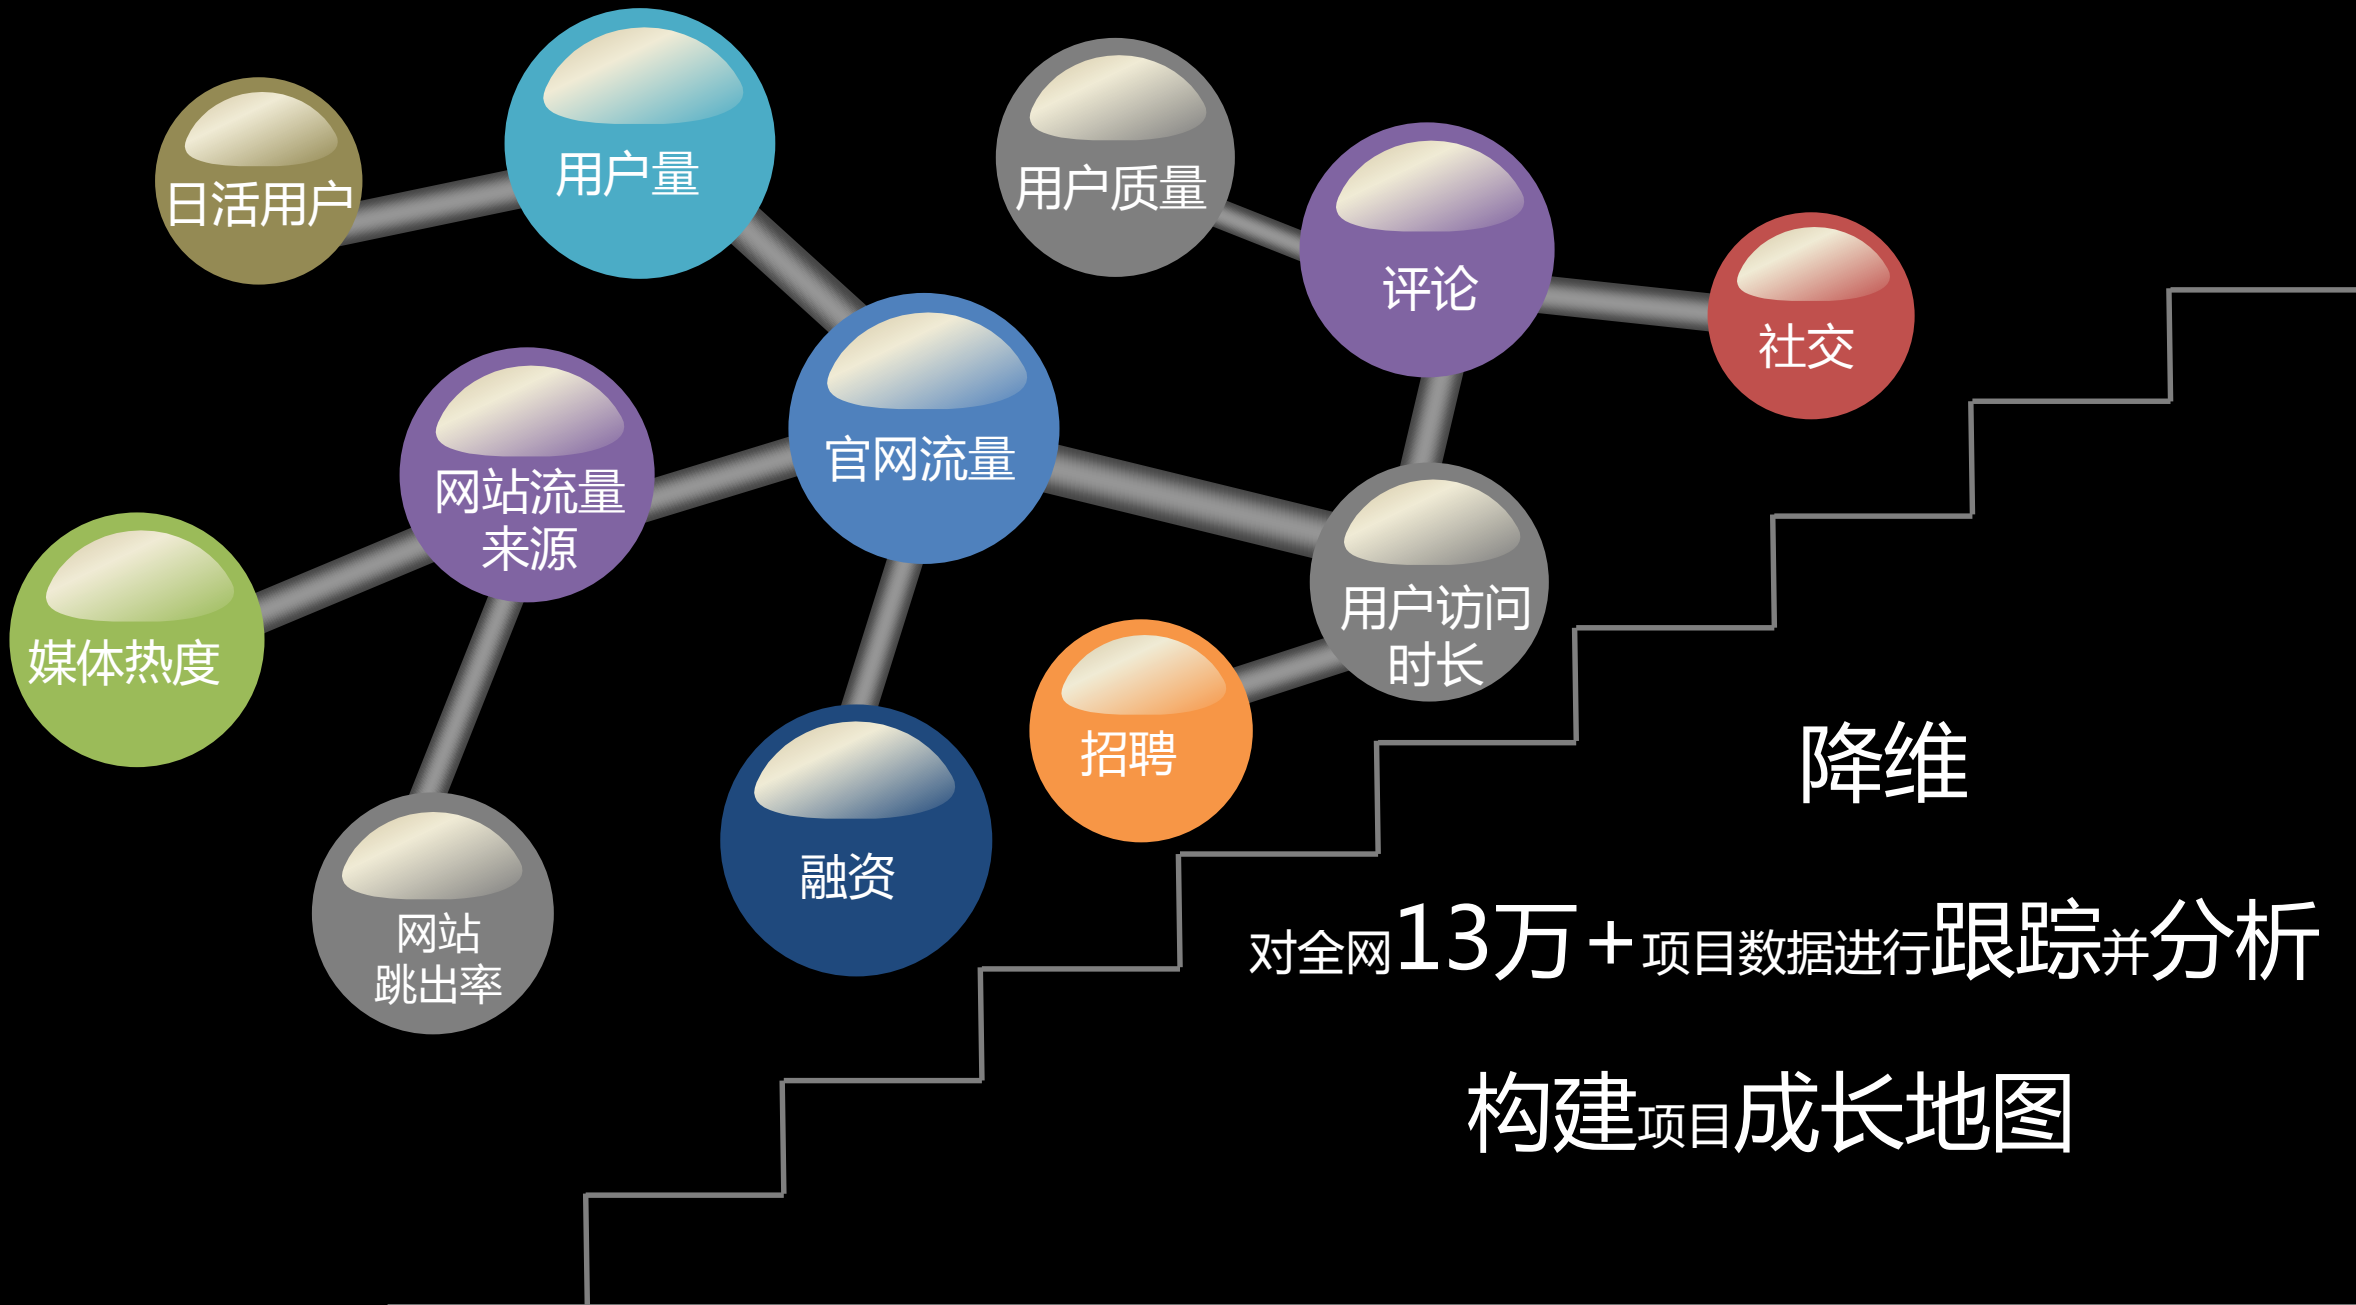 日活用户
用户量
用户质量
评论
社交
官网流量
网站流量
来源
媒体热度
用户访问
时长
招聘
融资
网站
跳出率
降维
对全网13万+项目数据进行跟踪并分析
构建项目成长地图